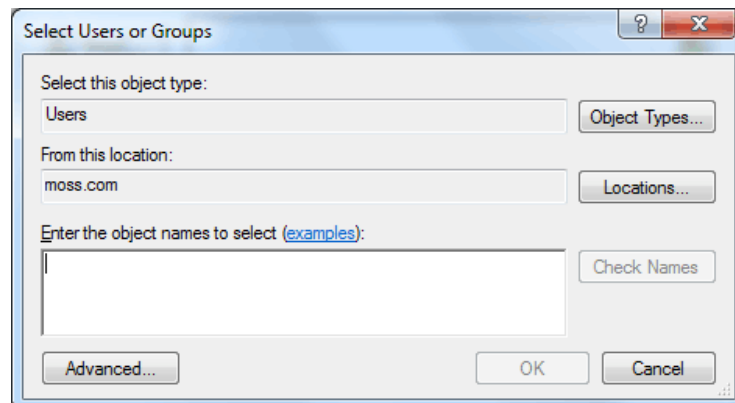 Select Users or Groups
Select this object type:
Users
Object Types...
From this location:
moss.com
Locations...
Enter the object names to select (examples):
Check Names
Advanced...
OK
Cancel